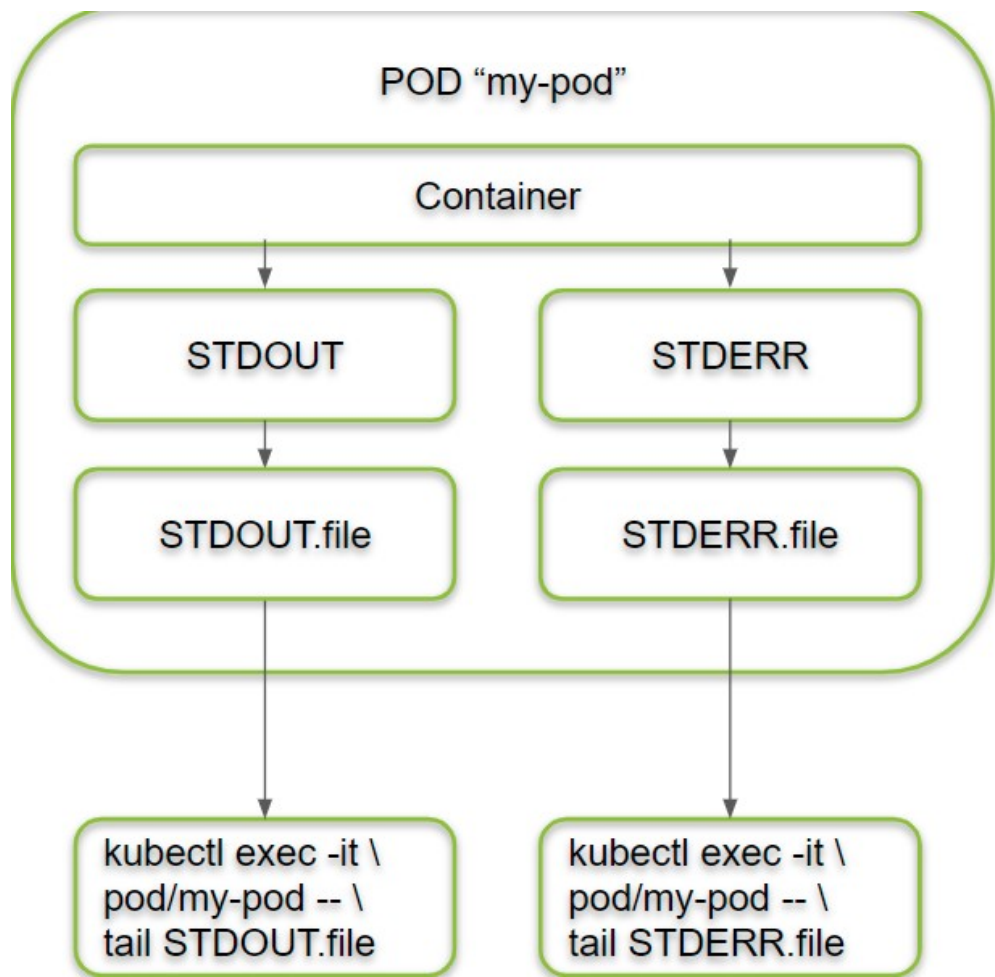 POD “my-pod”
Container
STDOUT
STDERR
STDOUT.file
STDERR.file
kubectl exec -it \
pod/my-pod -- \
tail STDOUT.file
kubectl exec -it \
pod/my-pod -- \
tail STDERR.file